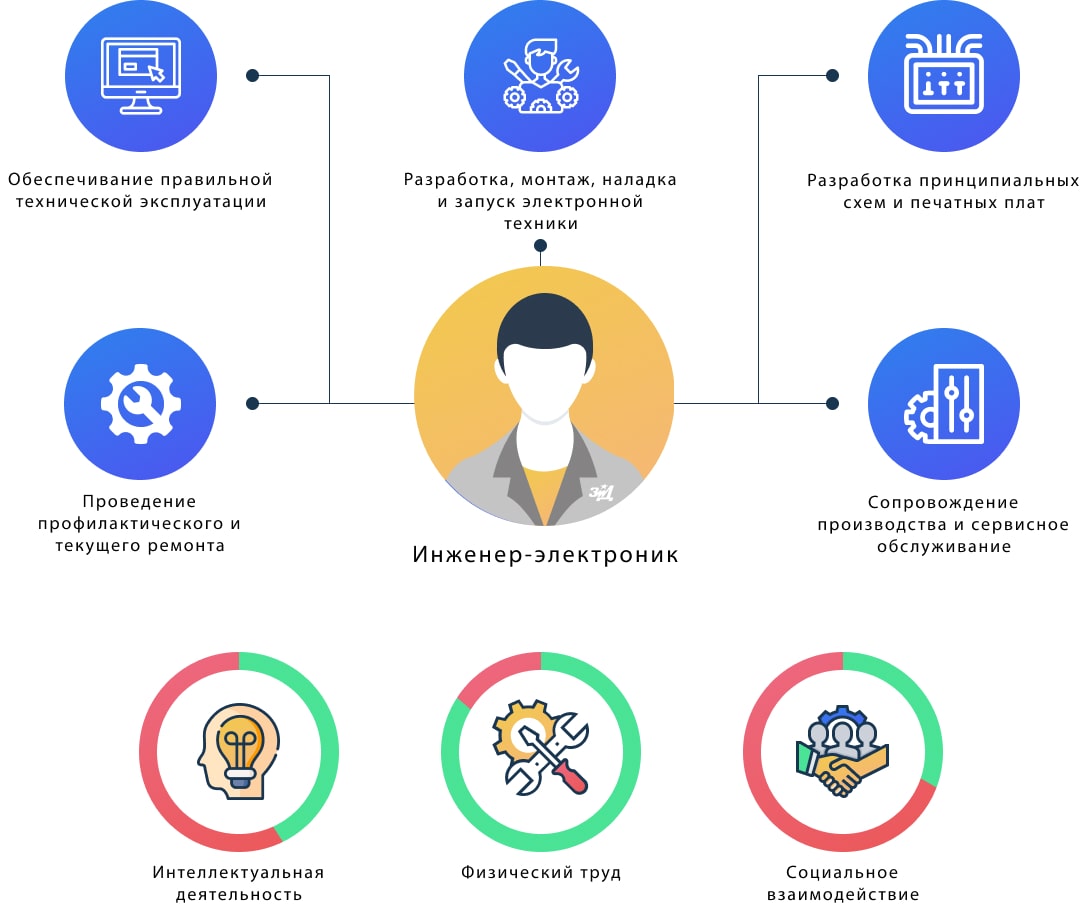 Обеспечивание правильной
технической эксплуатации
Разработка, монтаж, наладка
и запуск электронной
техники
Разработка принципиальных
схем и печатных плат
Проведение
профилактического и
текущего ремонта
ЗиД
Инженер-электроник
Сопровождение
производства и сервисное
обслуживание
Интеллектуальная
деятельность
Физический труд
Социальное
взаимодействие